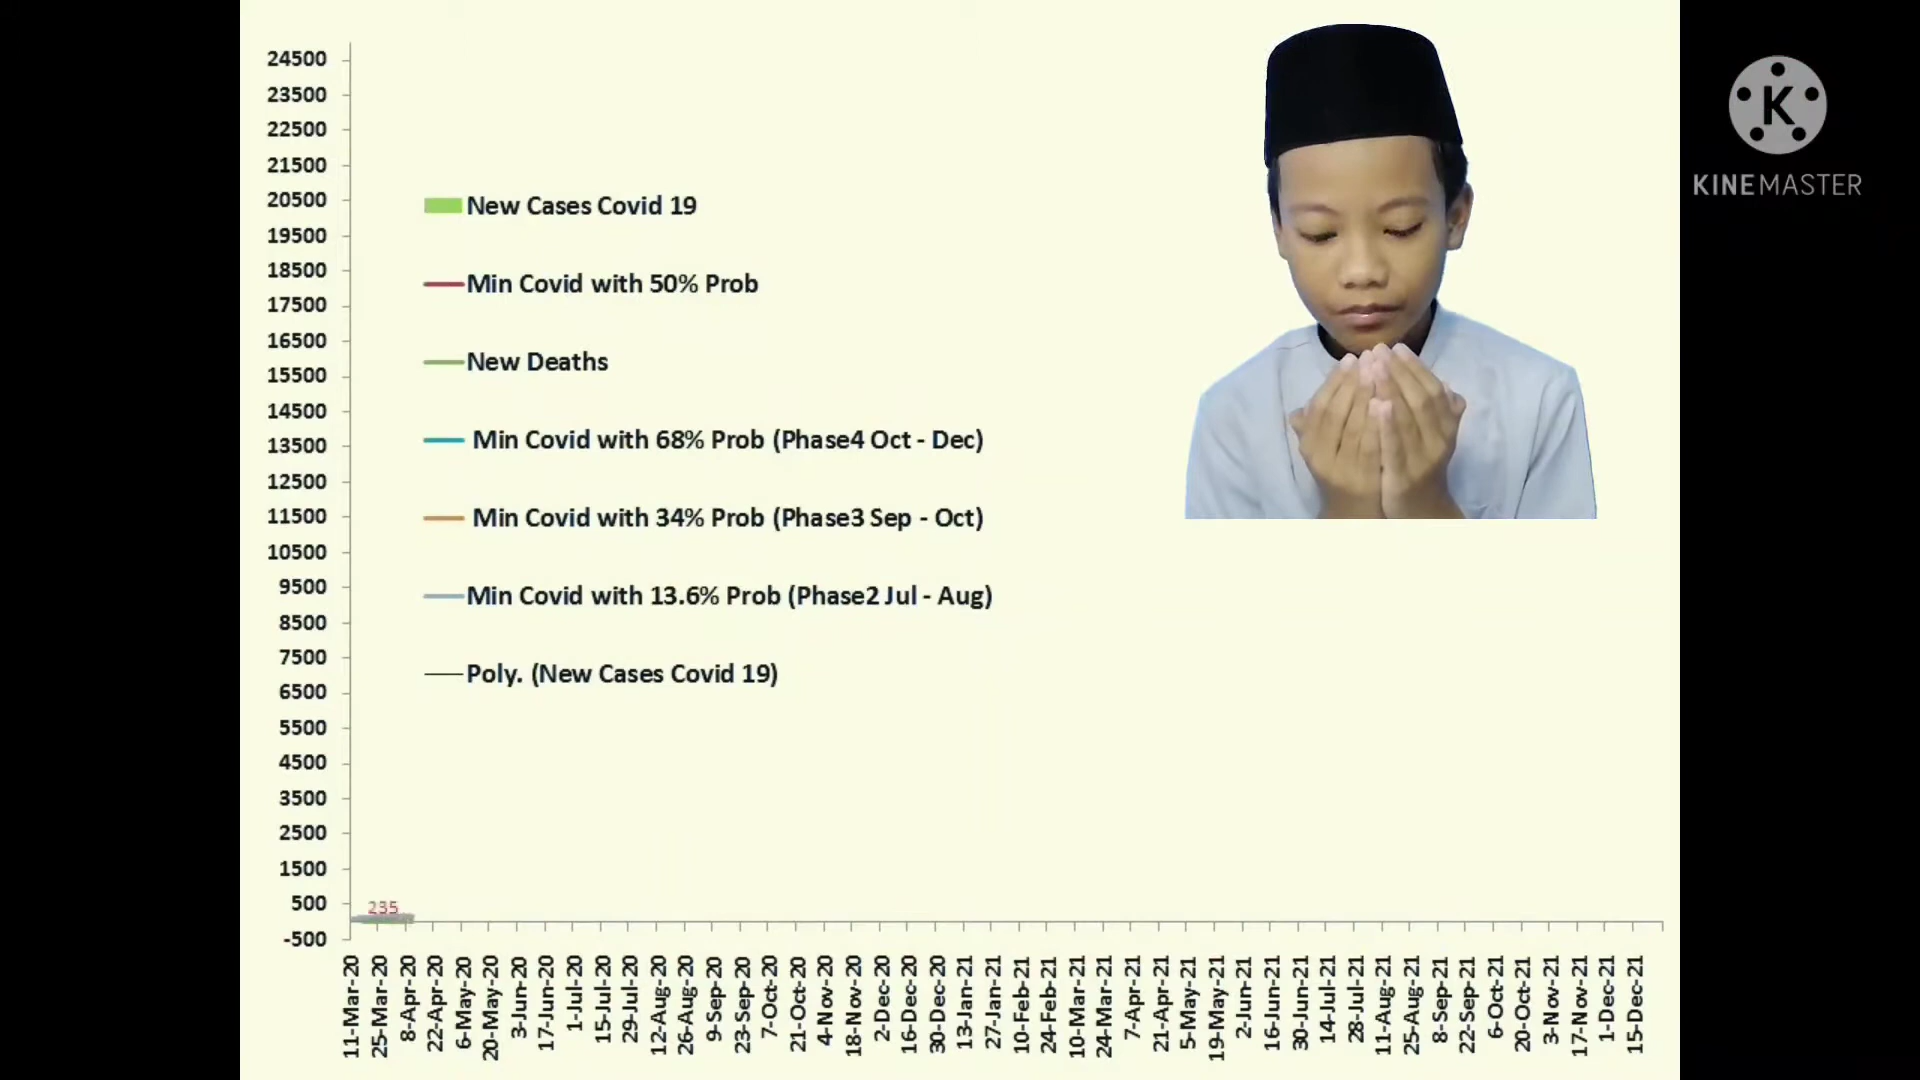 24500
23500
22500
21500
20500
19500
18500
17500
16500
15500
14500
13500
12500
11500
10500
9500
8500
7500
6500
5500
4500
3500
2500
1500
500
-500
New Cases Covid 19
Min Covid with 50% Prob
New Deaths
Min Covid with 68% Prob (Phase4 Oct - Dec)
Min Covid with 34% Prob (Phase3 Sep - Oct)
Min Covid with 13.6% Prob (Phase2 Jul - Aug)
Poly. (New Cases Covid 19)
235
11-Mar-20
25-Mar-20
8-Apr-20
22-Apr-20
6-May-20
20-May-20
3-Jun-20
17-Jun-20
1-Jul-20
15-Jul-20
29-Jul-20
12-Aug-20
26-Aug-20
9-Sep-20
23-Sep-20
7-Oct-20
21-Oct-20
4-Nov-20
18-Nov-20
2-Dec-20
16-Dec-20
30-Dec-20
13-Jan-21
27-Jan-21
10-Feb-21
24-Feb-21
10-Mar-21
24-Mar-21
7-Apr-21
21-Apr-21
5-May-21
19-May-21
2-Jun-21
16-Jun-21
30-Jun-21
14-Jul-21
28-Jul-21
11-Aug-21
25-Aug-21
8-Sep-21
22-Sep-21
6-Oct-21
20-Oct-21
3-Nov-21
17-Nov-21
1-Dec-21
15-Dec-21
K
KINEMASTER